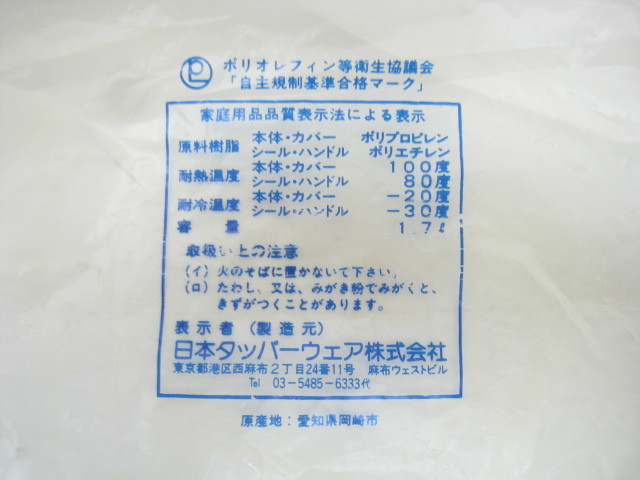 ポリオレフィン等衛生協議会
「自主規制基準合格マーク」
家庭用品品質表示法による表示
原料樹脂 本体・カバー ポリプロピレン
シール・ハンドル ポリエチレン
耐熱温度 本体・カバー 100度
シール・ハンドル 80度
耐冷温度 本体・カバー −20度
シール・ハンドル −30度
容量 1.7ℓ
取扱い上の注意
(イ) 火のそばに置かないで下さい。
(ロ) たわし、又は、みがき粉でみがくと、
きずがつくことがあります。
表示者(製造元)
日本タッパーウェア株式会社
東京都港区西麻布2丁目24番11号 麻布ウェストビル
Tel 03−5485−6333代
原産地：愛知県岡崎市